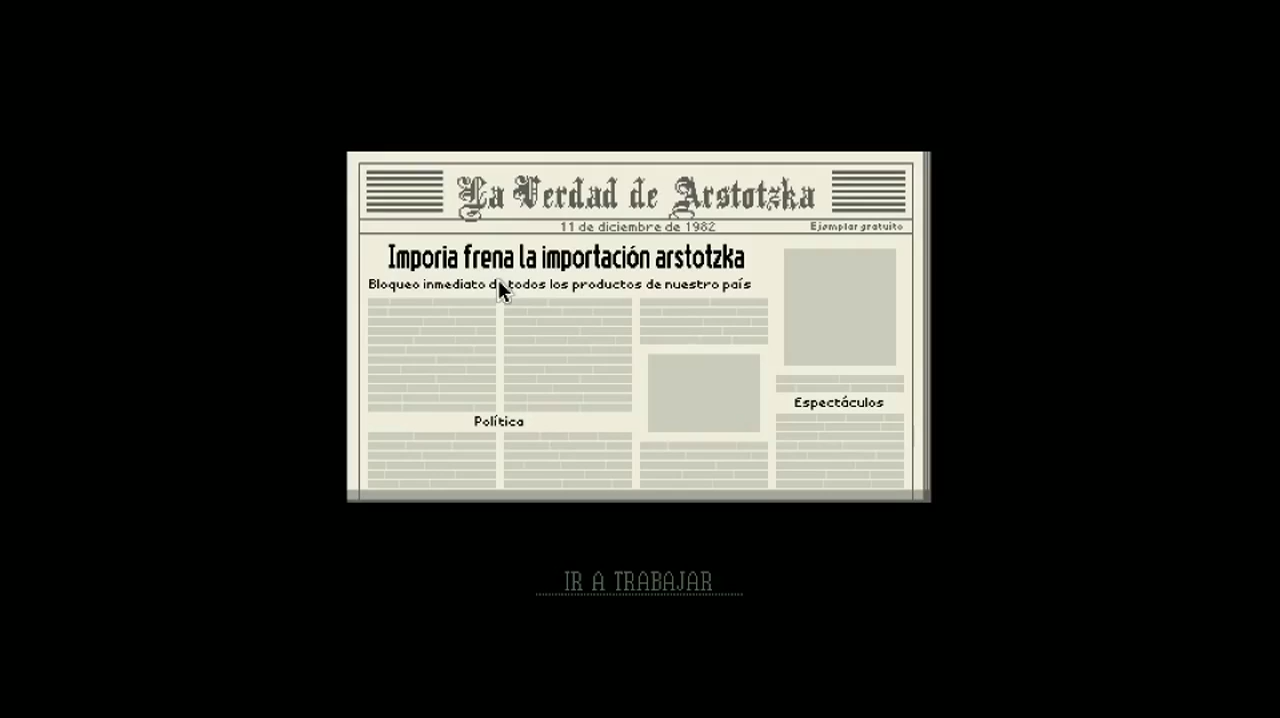 La Verdad de Arstotzka
11 de diciembre de 1982
Ejemplar gratuito
Imporia frena la importación arstotzka
Bloqueo inmediato de todos los productos de nuestro país
Política
Espectáculos
IR A TRABAJAR